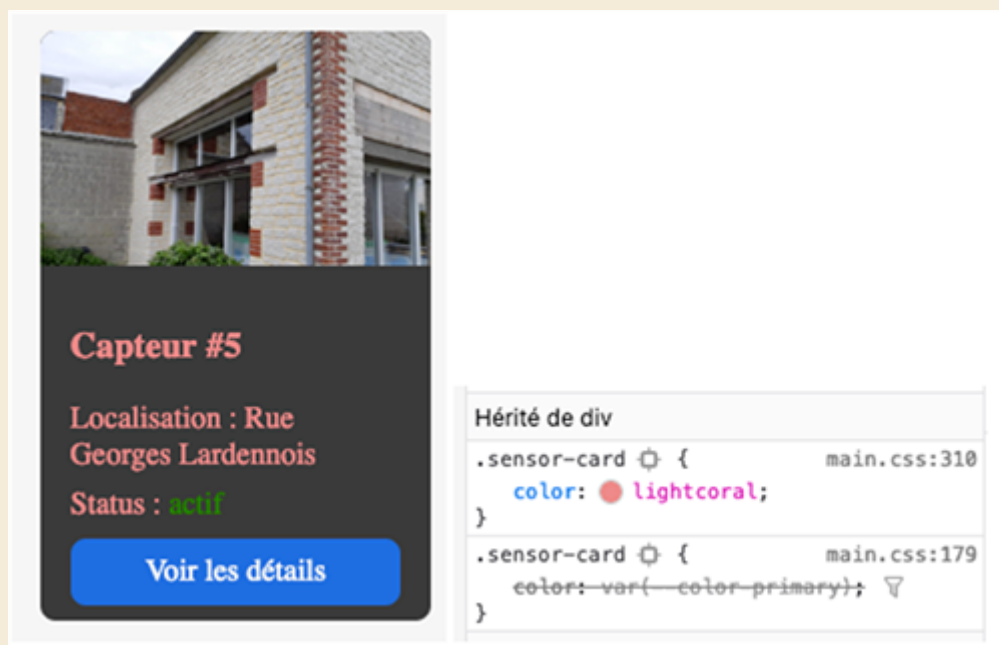 Capteur #5
Localisation : Rue
Georges Lardennois
Status : actif
Voir les détails
Hérité de div
.sensor-card { main.css:310
color: lightcoral;
}
.sensor-card { main.css:179
color: var(--color-primary);
}